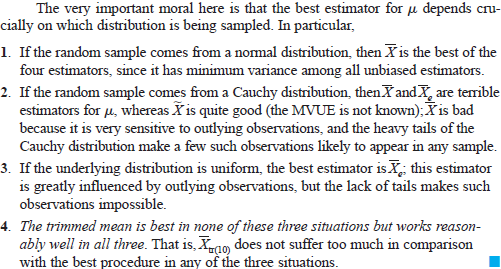 The very important moral here is that the best estimator for μ depends cru-
cially on which distribution is being sampled. In particular,
1. If the random sample comes from a normal distribution, then X̄ is the best of the
four estimators, since it has minimum variance among all unbiased estimators.
2. If the random sample comes from a Cauchy distribution, then X̄ and X̄ₑ are terrible
estimators for μ, whereas X̃ is quite good (the MVUE is not known); X̄ is bad
because it is very sensitive to outlying observations, and the heavy tails of the
Cauchy distribution make a few such observations likely to appear in any sample.
3. If the underlying distribution is uniform, the best estimator is X̄ₑ; this estimator
is greatly influenced by outlying observations, but the lack of tails makes such
observations impossible.
4. The trimmed mean is best in none of these three situations but works reason-
ably well in all three. That is, X̄tr(10) does not suffer too much in comparison
with the best procedure in any of the three situations.